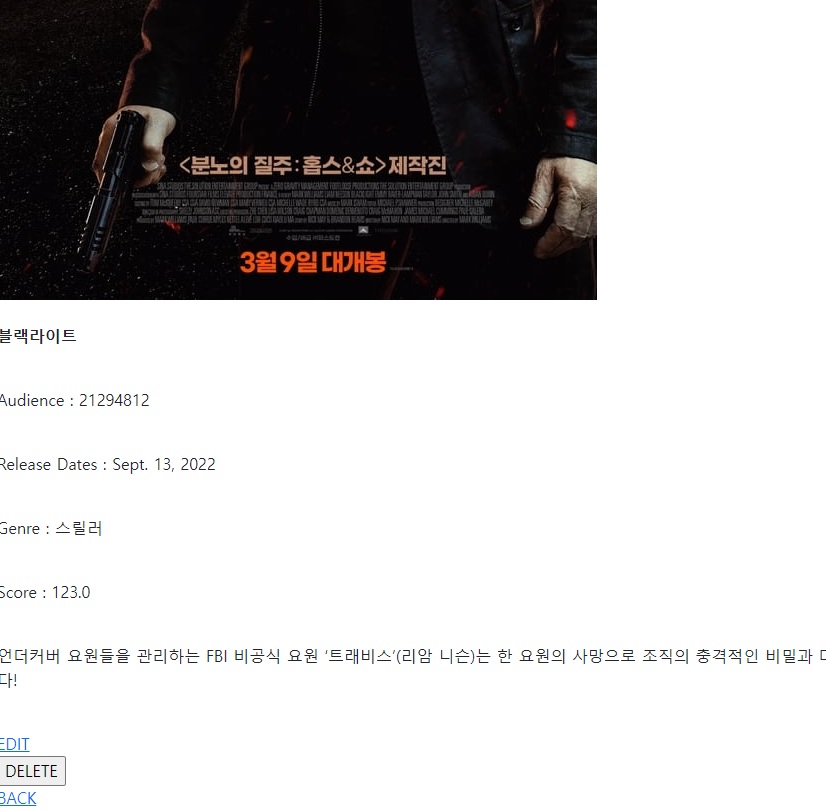 <분노의 질주: 홉스&쇼> 제작진
3월 9일 대개봉
블랙라이트
Audience : 21294812
Release Dates : Sept. 13, 2022
Genre : 스릴러
Score : 123.0
언더커버 요원들을 관리하는 FBI 비공식 요원 ‘트래비스’(리암 니슨)는 한 요원의 사망으로 조직의 충격적인 비밀과
다!
EDIT
DELETE
BACK